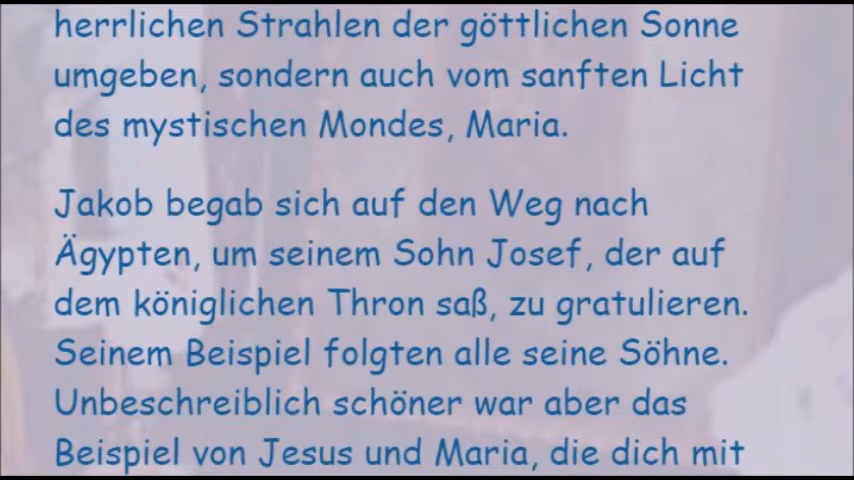 herrlichen Strahlen der göttlichen Sonne
umgeben, sondern auch vom sanften Licht
des mystischen Mondes, Maria.
Jakob begab sich auf den Weg nach
Ägypten, um seinem Sohn Josef, der auf
dem königlichen Thron saß, zu gratulieren.
Seinem Beispiel folgten alle seine Söhne.
Unbeschreiblich schöner war aber das
Beispiel von Jesus und Maria, die dich mit